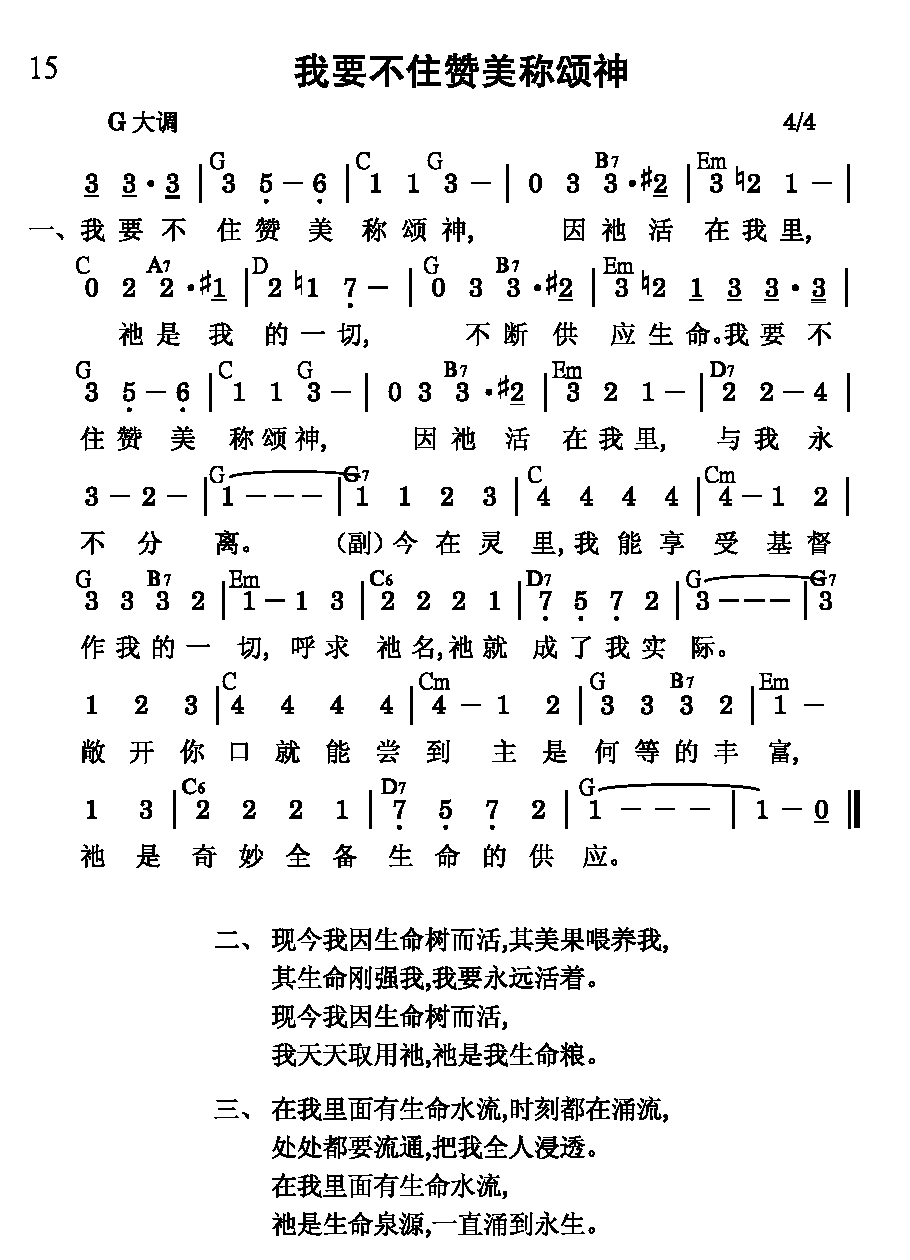 15 我要不住赞美称颂神
G 大调 4/4
G C G B7 Em
3 3·3 | 3 5 – 6 | 1 1 3 – | 0 3 3·#2 | 3 ♮2 1 – |
一、我要不 住赞 美 称颂神, 因祂活 在我里,
C A7 D G B7 Em
0 2 2·#1 | 2 ♮1 7 – | 0 3 3·#2 | 3 ♮2 1 3 3·3 |
祂是 我 的一切, 不断供 应生命。我要不
G C G B7 Em D7
3 5 – 6 | 1 1 3 – | 0 3 3·#2 | 3 2 1 – | 2 2 – 4 |
住赞 美 称颂神, 因祂 活 在我里, 与我 永
G G7 C Cm
3 – 2 – | 1 – – – | 1 1 2 3 | 4 4 4 4 | 4 – 1 2 |
不 分 离。 （副）今在灵 里,我能享 受基督
G B7 Em C6 D7 G G7
3 3 3 2 | 1 – 1 3 | 2 2 2 1 | 7 5 7 2 | 3 – – – | 3
作我的一 切, 呼求 祂名,祂就 成了我实 际。
C Cm G B7 Em
1 2 3 | 4 4 4 4 | 4 – 1 2 | 3 3 3 2 | 1 –
敞开你口就能尝到 主是何等的丰富,
C6 D7 G
1 3 | 2 2 2 1 | 7 5 7 2 | 1 – – – | 1 – 0 ‖
祂 是 奇妙全备生命的供 应。
二、 现今我因生命树而活,其美果喂养我,
其生命刚强我,我要永远活着。
现今我因生命树而活,
我天天取用祂,祂是我生命粮。
三、 在我里面有生命水流,时刻都在涌流,
处处都要流通,把我全人浸透。
在我里面有生命水流,
祂是生命泉源,一直涌到永生。